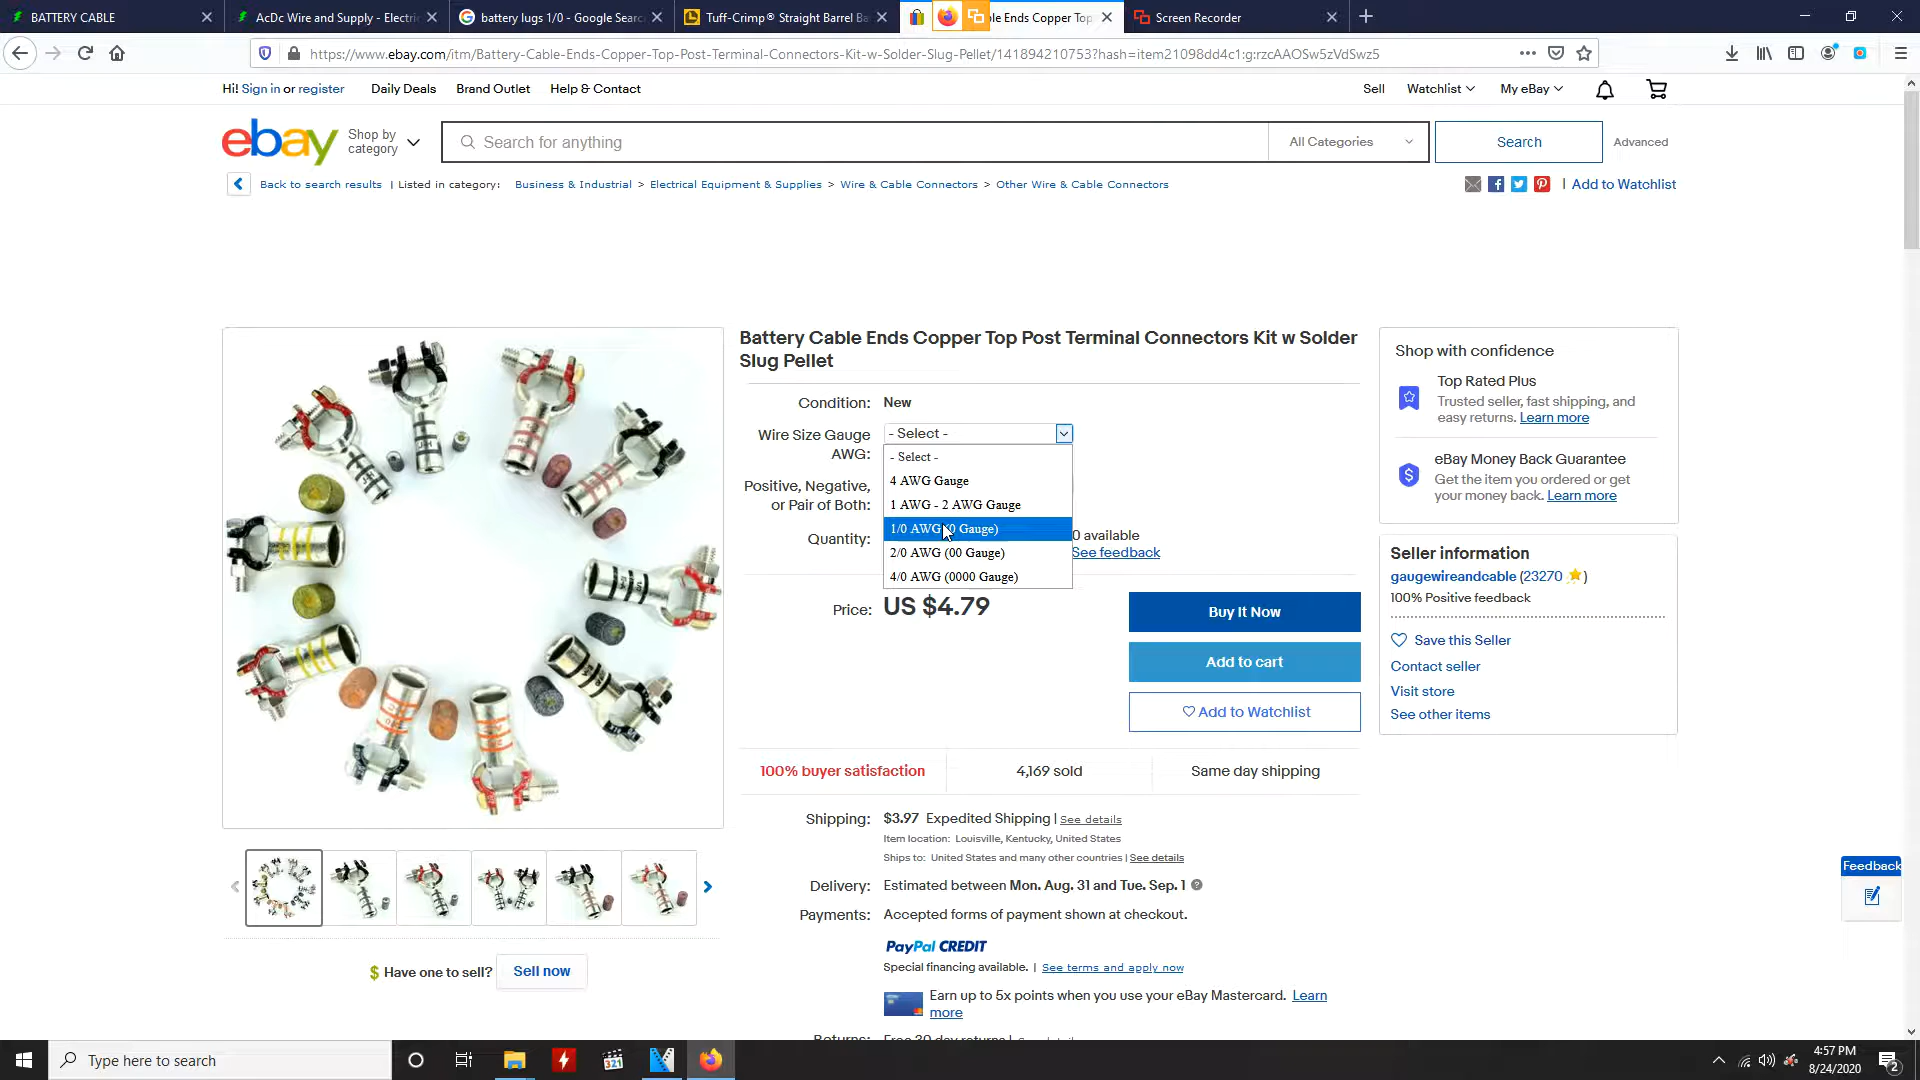 BATTERY CABLE
AcDc Wire and Supply - Electric
battery lugs 1/0 - Google Searc
Tuff-Crimp® Straight Barrel Ba
le Ends Copper Top
Screen Recorder
https://www.ebay.com/itm/Battery-Cable-Ends-Copper-Top-Post-Terminal-Connectors-Kit-w-Solder-Slug-Pellet/141894210753?hash=item21098dd4c1:g:rzcAAOSw5zVdSwz5
Hi! Sign in or register
Daily Deals
Brand Outlet
Help & Contact
Sell
Watchlist
My eBay
ebay
Shop by
category
Search for anything
All Categories
Search
Advanced
Back to search results | Listed in category: Business & Industrial > Electrical Equipment & Supplies > Wire & Cable Connectors > Other Wire & Cable Connectors
| Add to Watchlist
Battery Cable Ends Copper Top Post Terminal Connectors Kit w Solder
Slug Pellet
Condition: New
Wire Size Gauge
AWG:
- Select -
- Select -
4 AWG Gauge
1 AWG - 2 AWG Gauge
1/0 AWG (0 Gauge)
2/0 AWG (00 Gauge)
4/0 AWG (0000 Gauge)
Positive, Negative,
or Pair of Both:
Quantity:
0 available
See feedback
Price: US $4.79
Buy It Now
Add to cart
Add to Watchlist
100% buyer satisfaction
4,169 sold
Same day shipping
Shipping: $3.97 Expedited Shipping | See details
Item location: Louisville, Kentucky, United States
Ships to: United States and many other countries | See details
Delivery: Estimated between Mon. Aug. 31 and Tue. Sep. 1
Payments: Accepted forms of payment shown at checkout.
PayPal CREDIT
Special financing available. | See terms and apply now
Earn up to 5x points when you use your eBay Mastercard. Learn
more
Returns: Free 30 day returns |
Shop with confidence
Top Rated Plus
Trusted seller, fast shipping, and
easy returns. Learn more
eBay Money Back Guarantee
Get the item you ordered or get
your money back. Learn more
Seller information
gaugewireandcable (23270 )
100% Positive feedback
Save this Seller
Contact seller
Visit store
See other items
Have one to sell? Sell now
Feedback
Type here to search
321
4:57 PM
8/24/2020
2